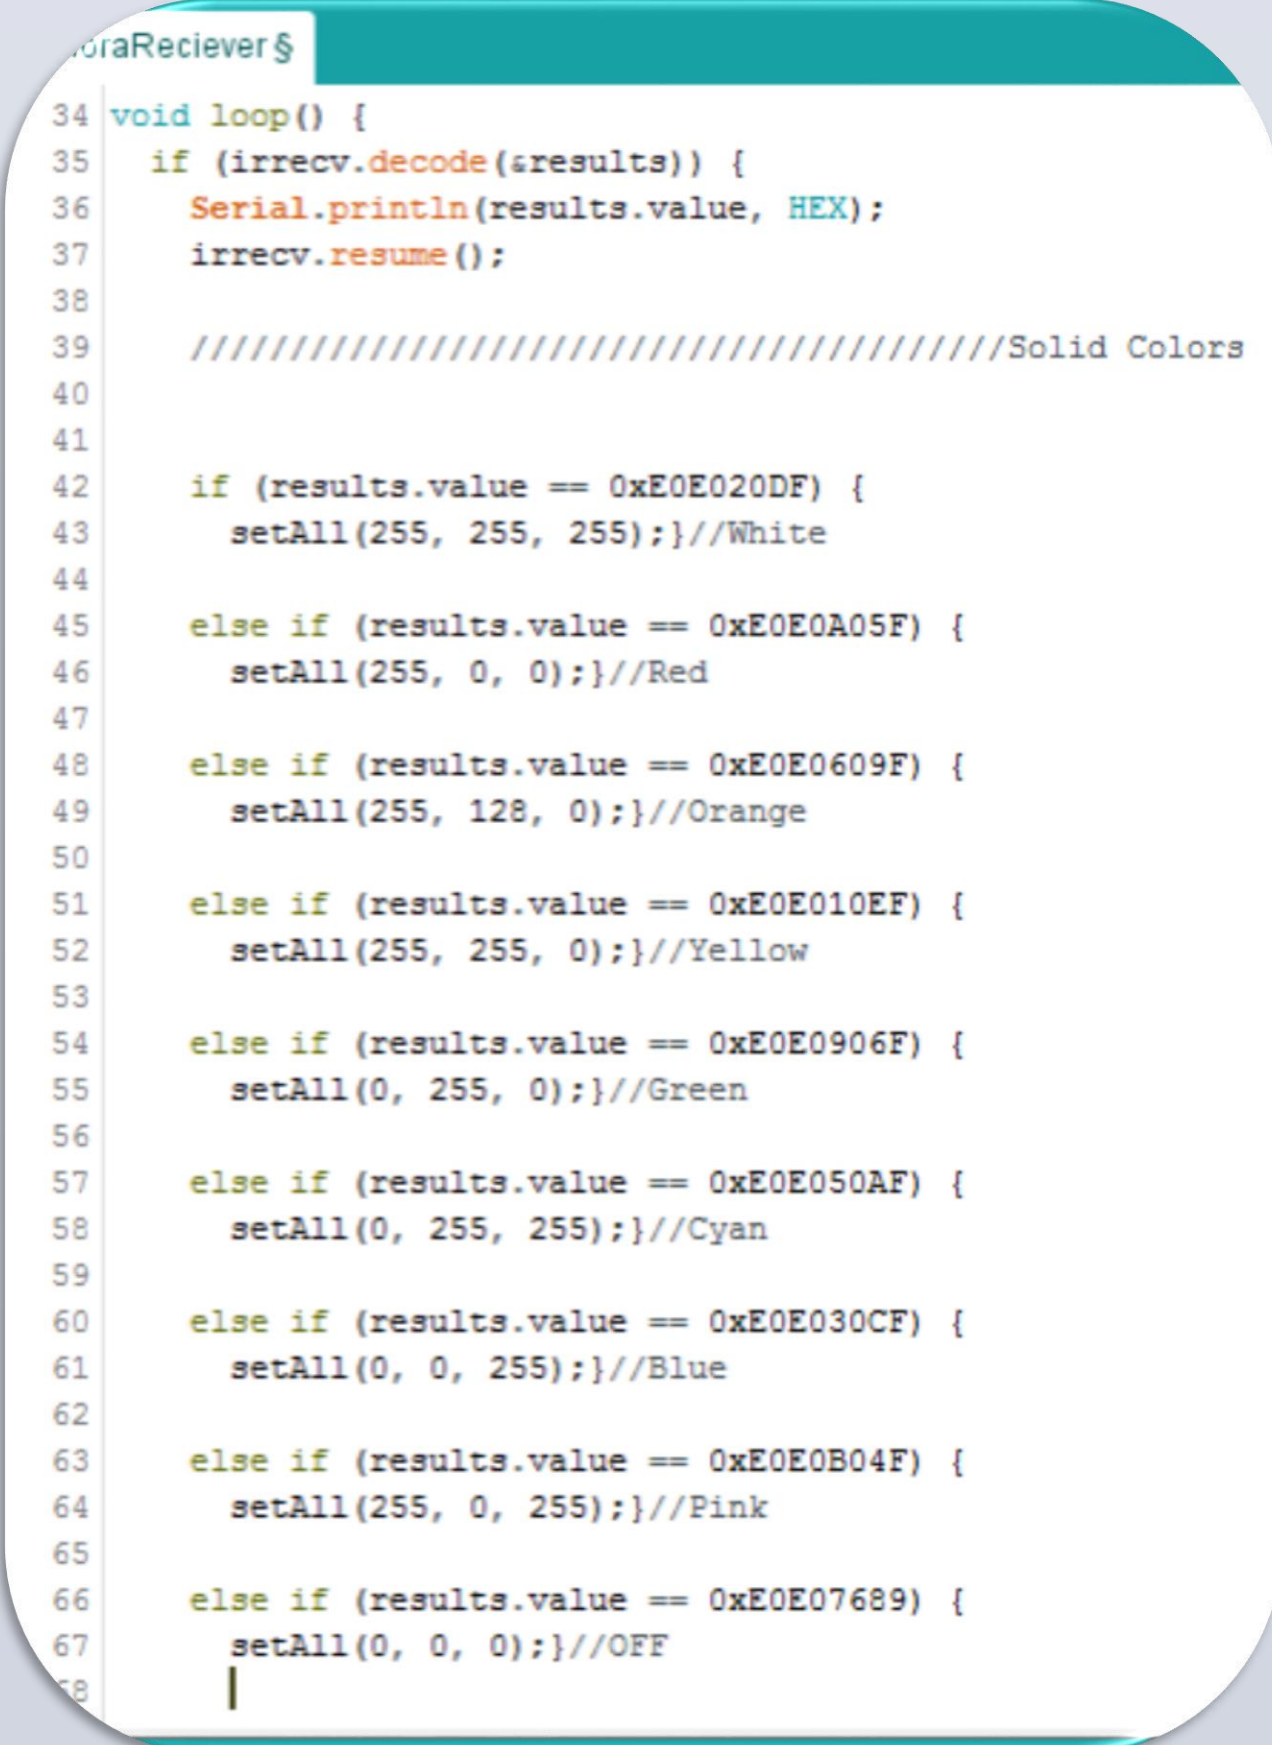 oraReciever §
34 void loop() {
35 if (irrecv.decode(&results)) {
36 Serial.println(results.value, HEX);
37 irrecv.resume();
38
39 /////////////////////////////////////////Solid Colors
40
41
42 if (results.value == 0xE0E020DF) {
43 setAll(255, 255, 255);}//White
44
45 else if (results.value == 0xE0E0A05F) {
46 setAll(255, 0, 0);}//Red
47
48 else if (results.value == 0xE0E0609F) {
49 setAll(255, 128, 0);}//Orange
50
51 else if (results.value == 0xE0E010EF) {
52 setAll(255, 255, 0);}//Yellow
53
54 else if (results.value == 0xE0E0906F) {
55 setAll(0, 255, 0);}//Green
56
57 else if (results.value == 0xE0E050AF) {
58 setAll(0, 255, 255);}//Cyan
59
60 else if (results.value == 0xE0E030CF) {
61 setAll(0, 0, 255);}//Blue
62
63 else if (results.value == 0xE0E0B04F) {
64 setAll(255, 0, 255);}//Pink
65
66 else if (results.value == 0xE0E07689) {
67 setAll(0, 0, 0);}//OFF
68